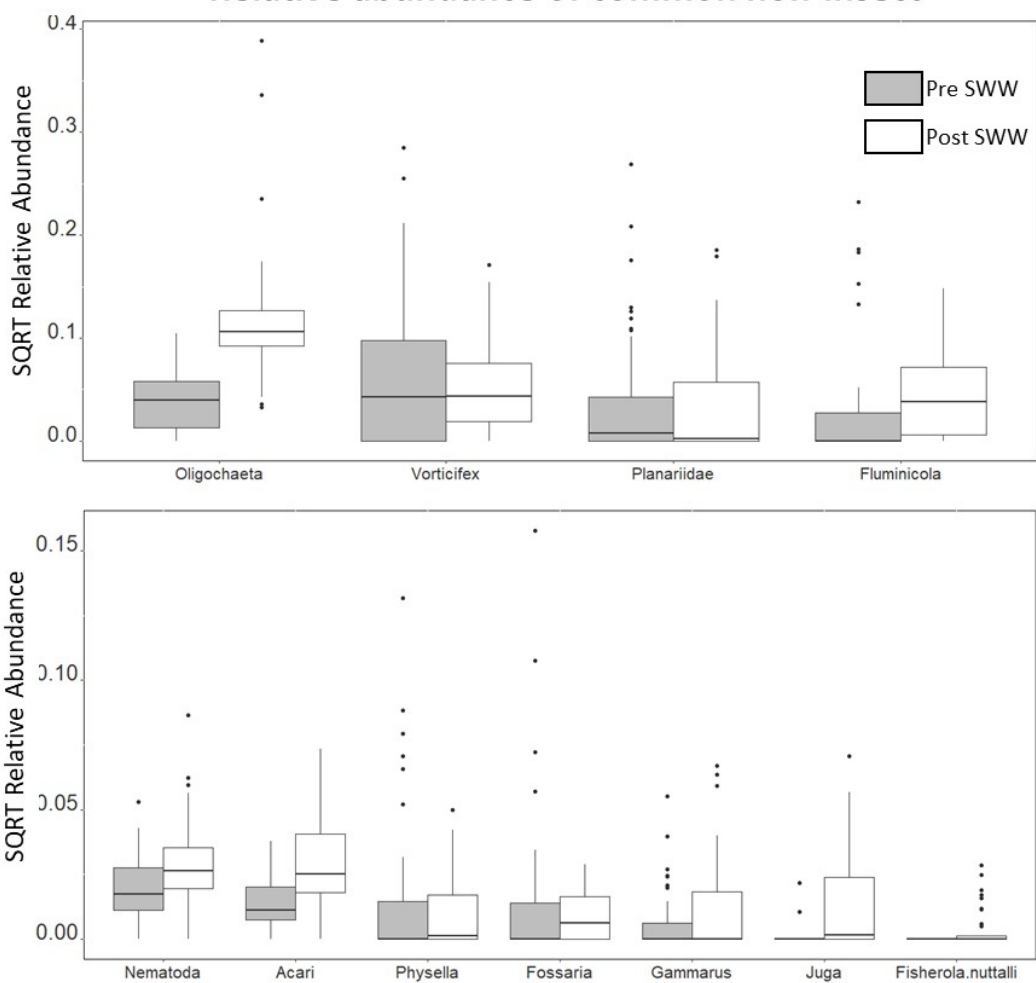 0.4
Pre SWW
Post SWW
0.3
0.2
0.1
0.0
SQRT Relative Abundance
Oligochaeta Vorticifex Planariidae Fluminicola
0.15
0.10
0.05
0.00
SQRT Relative Abundance
Nematoda Acari Physella Fossaria Gammarus Juga Fisherola.nuttalli